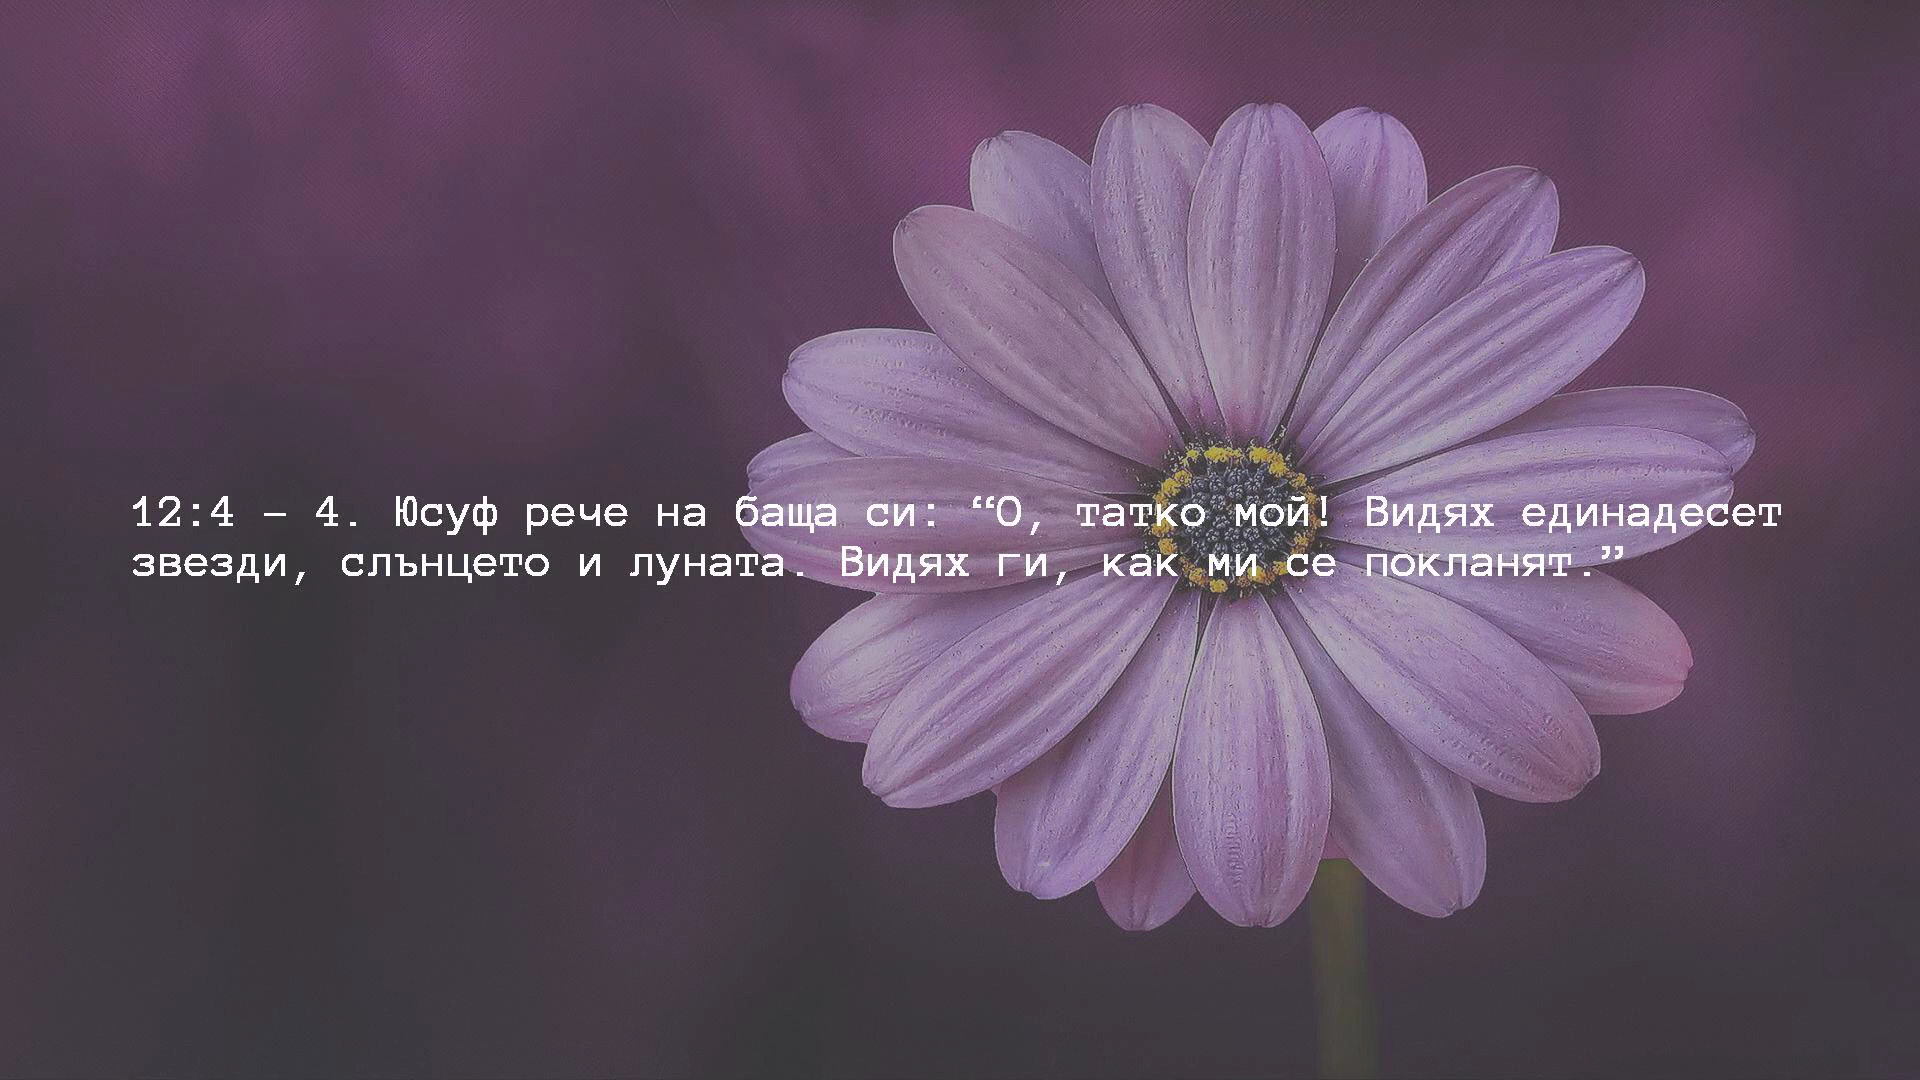 12:4 – 4. Юсуф рече на баща си: “О, татко мой! Видях единадесет
звезди, слънцето и луната. Видях ги, как ми се покланят.”